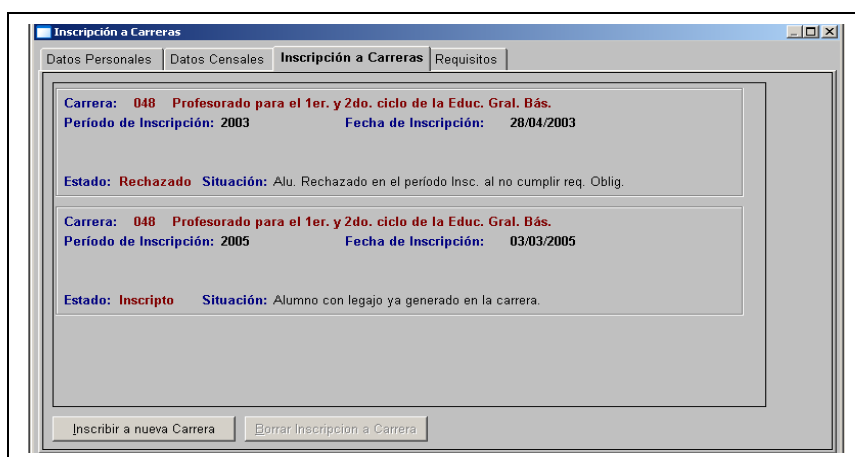 Inscripción a Carreras
Datos Personales Datos Censales Inscripción a Carreras Requisitos
Carrera: 048 Profesorado para el 1er. y 2do. ciclo de la Educ. Gral. Bás.
Período de Inscripción: 2003 Fecha de Inscripción: 28/04/2003
Estado: Rechazado Situación: Alu. Rechazado en el período Insc. al no cumplir req. Oblig.
Carrera: 048 Profesorado para el 1er. y 2do. ciclo de la Educ. Gral. Bás.
Período de Inscripción: 2005 Fecha de Inscripción: 03/03/2005
Estado: Inscripto Situación: Alumno con legajo ya generado en la carrera.
Inscribir a nueva Carrera Borrar Inscripcion a Carrera